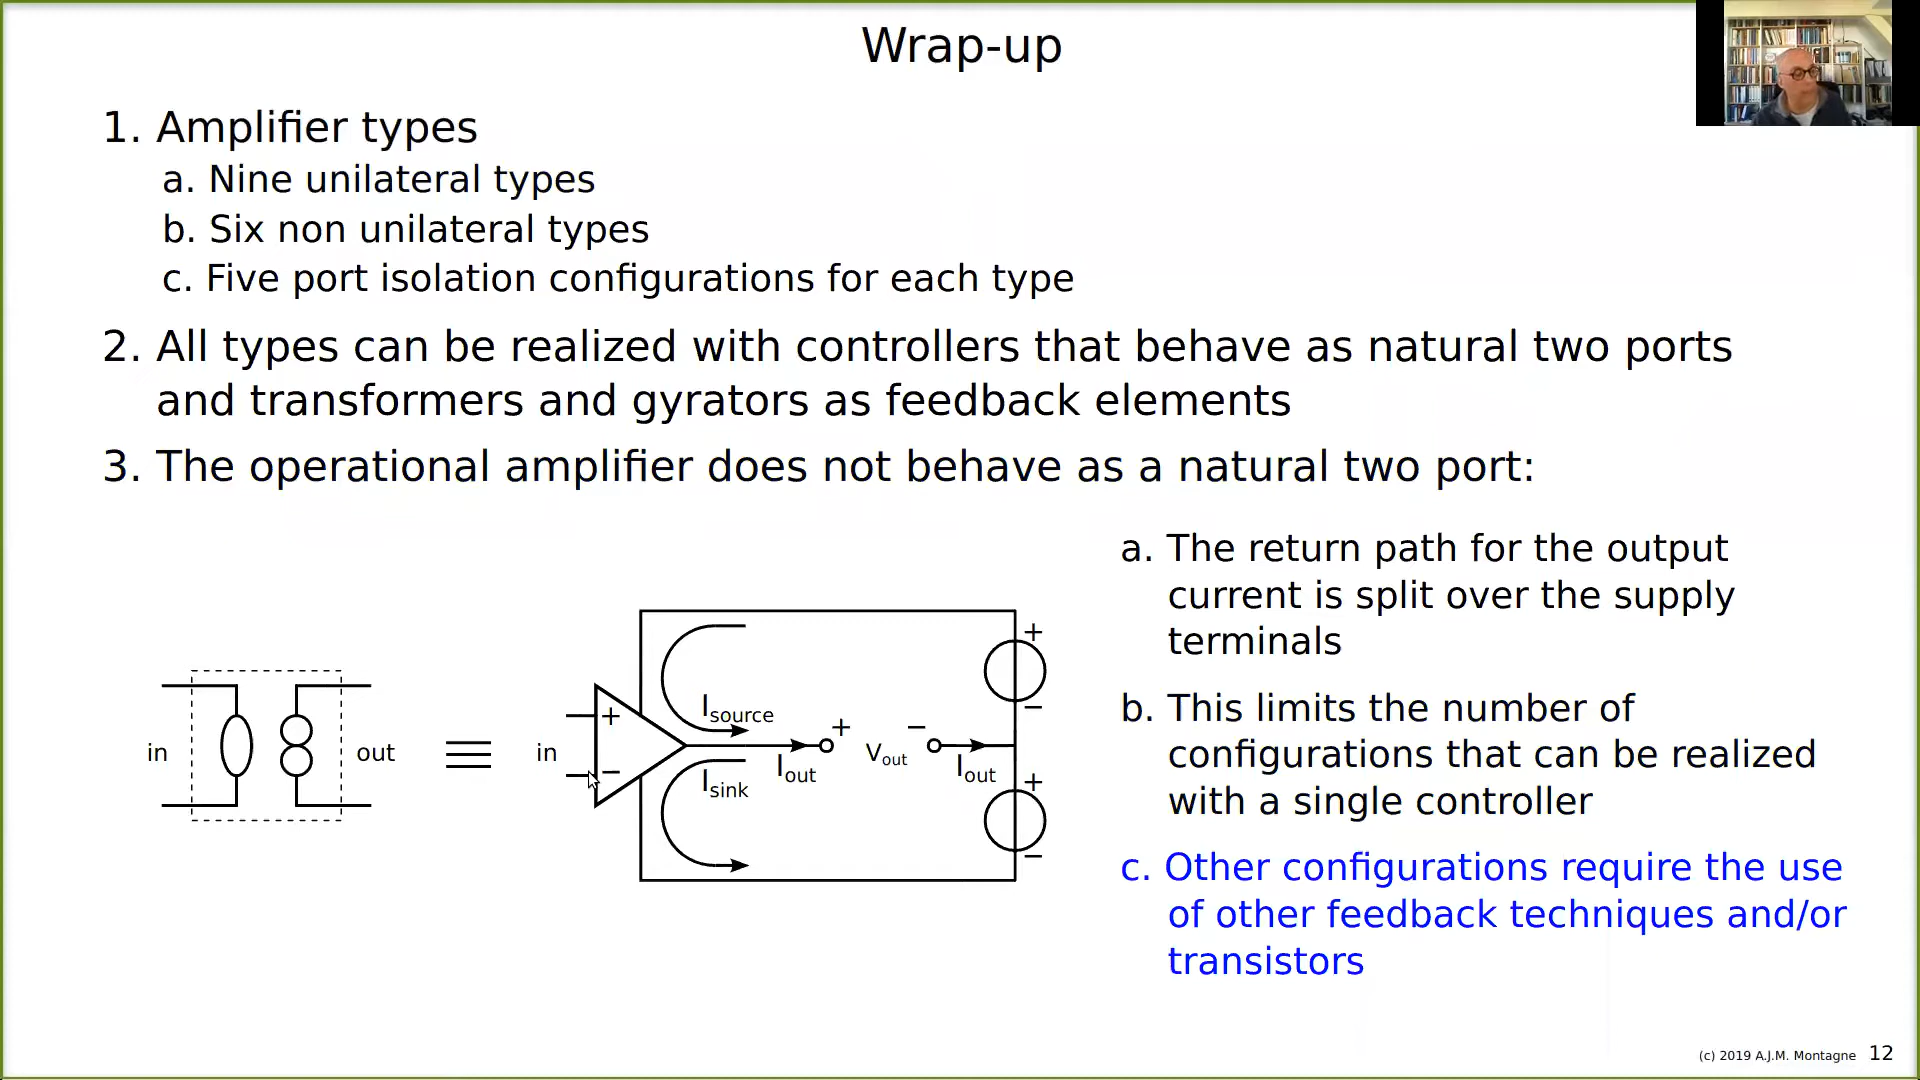 Wrap-up
1. Amplifier types
a. Nine unilateral types
b. Six non unilateral types
c. Five port isolation configurations for each type
2. All types can be realized with controllers that behave as natural two ports
and transformers and gyrators as feedback elements
3. The operational amplifier does not behave as a natural two port:
a. The return path for the output
current is split over the supply
terminals
b. This limits the number of
configurations that can be realized
with a single controller
c. Other configurations require the use
of other feedback techniques and/or
transistors
in
out
in
+
−
Isource
Isink
Iout
+
Vout
−
Iout
+
−
+
−
(c) 2019 A.J.M. Montagne 12